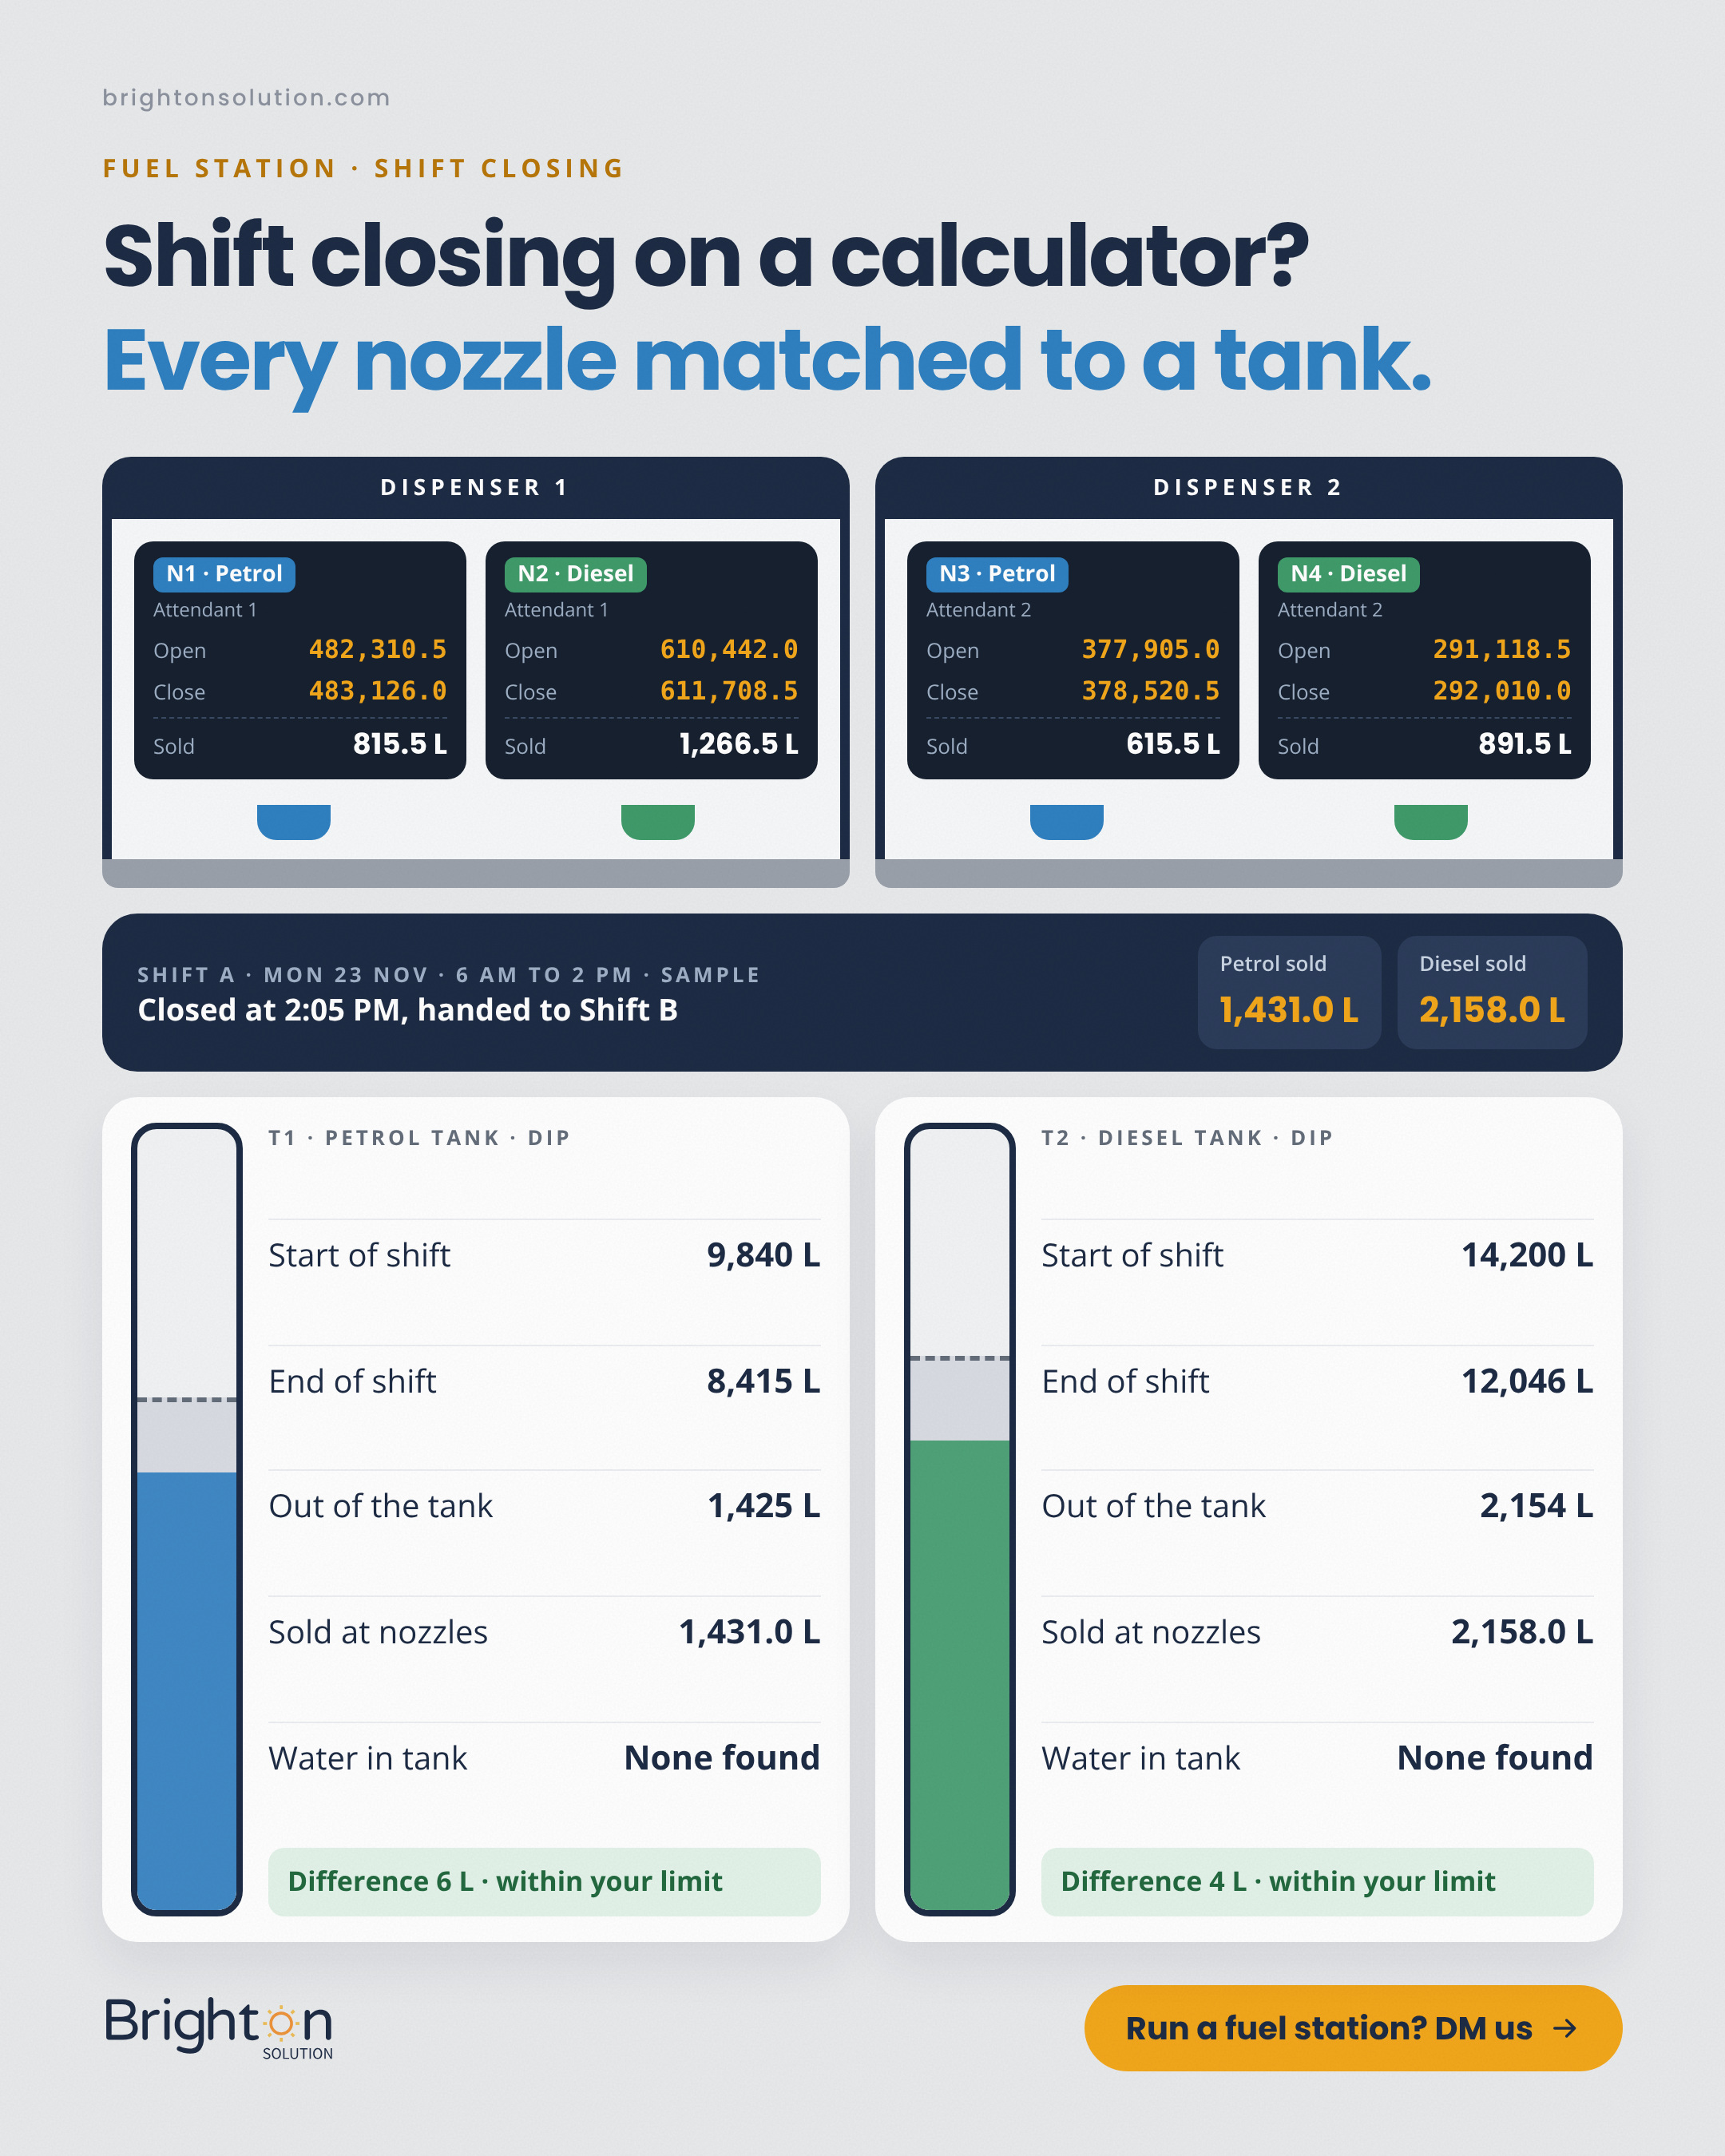 brightonsolution.com
FUEL STATION · SHIFT CLOSING
Shift closing on a calculator?
Every nozzle matched to a tank.
DISPENSER 1
N1 · Petrol
Attendant 1
Open 482,310.5
Close 483,126.0
Sold 815.5 L
N2 · Diesel
Attendant 1
Open 610,442.0
Close 611,708.5
Sold 1,266.5 L
DISPENSER 2
N3 · Petrol
Attendant 2
Open 377,905.0
Close 378,520.5
Sold 615.5 L
N4 · Diesel
Attendant 2
Open 291,118.5
Close 292,010.0
Sold 891.5 L
SHIFT A · MON 23 NOV · 6 AM TO 2 PM · SAMPLE
Closed at 2:05 PM, handed to Shift B
Petrol sold
1,431.0 L
Diesel sold
2,158.0 L
T1 · PETROL TANK · DIP
Start of shift 9,840 L
End of shift 8,415 L
Out of the tank 1,425 L
Sold at nozzles 1,431.0 L
Water in tank None found
Difference 6 L · within your limit
T2 · DIESEL TANK · DIP
Start of shift 14,200 L
End of shift 12,046 L
Out of the tank 2,154 L
Sold at nozzles 2,158.0 L
Water in tank None found
Difference 4 L · within your limit
Brighton
SOLUTION
Run a fuel station? DM us →